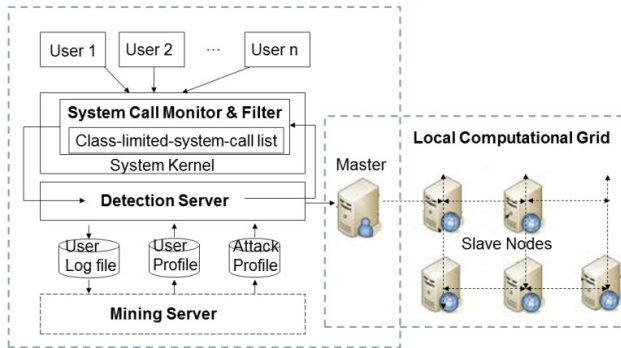 User 1
User 2
...
User n
System Call Monitor & Filter
Class-limited-system-call list
System Kernel
Detection Server
User
Log file
User
Profile
Attack
Profile
Mining Server
Local Computational Grid
Master
Slave Nodes